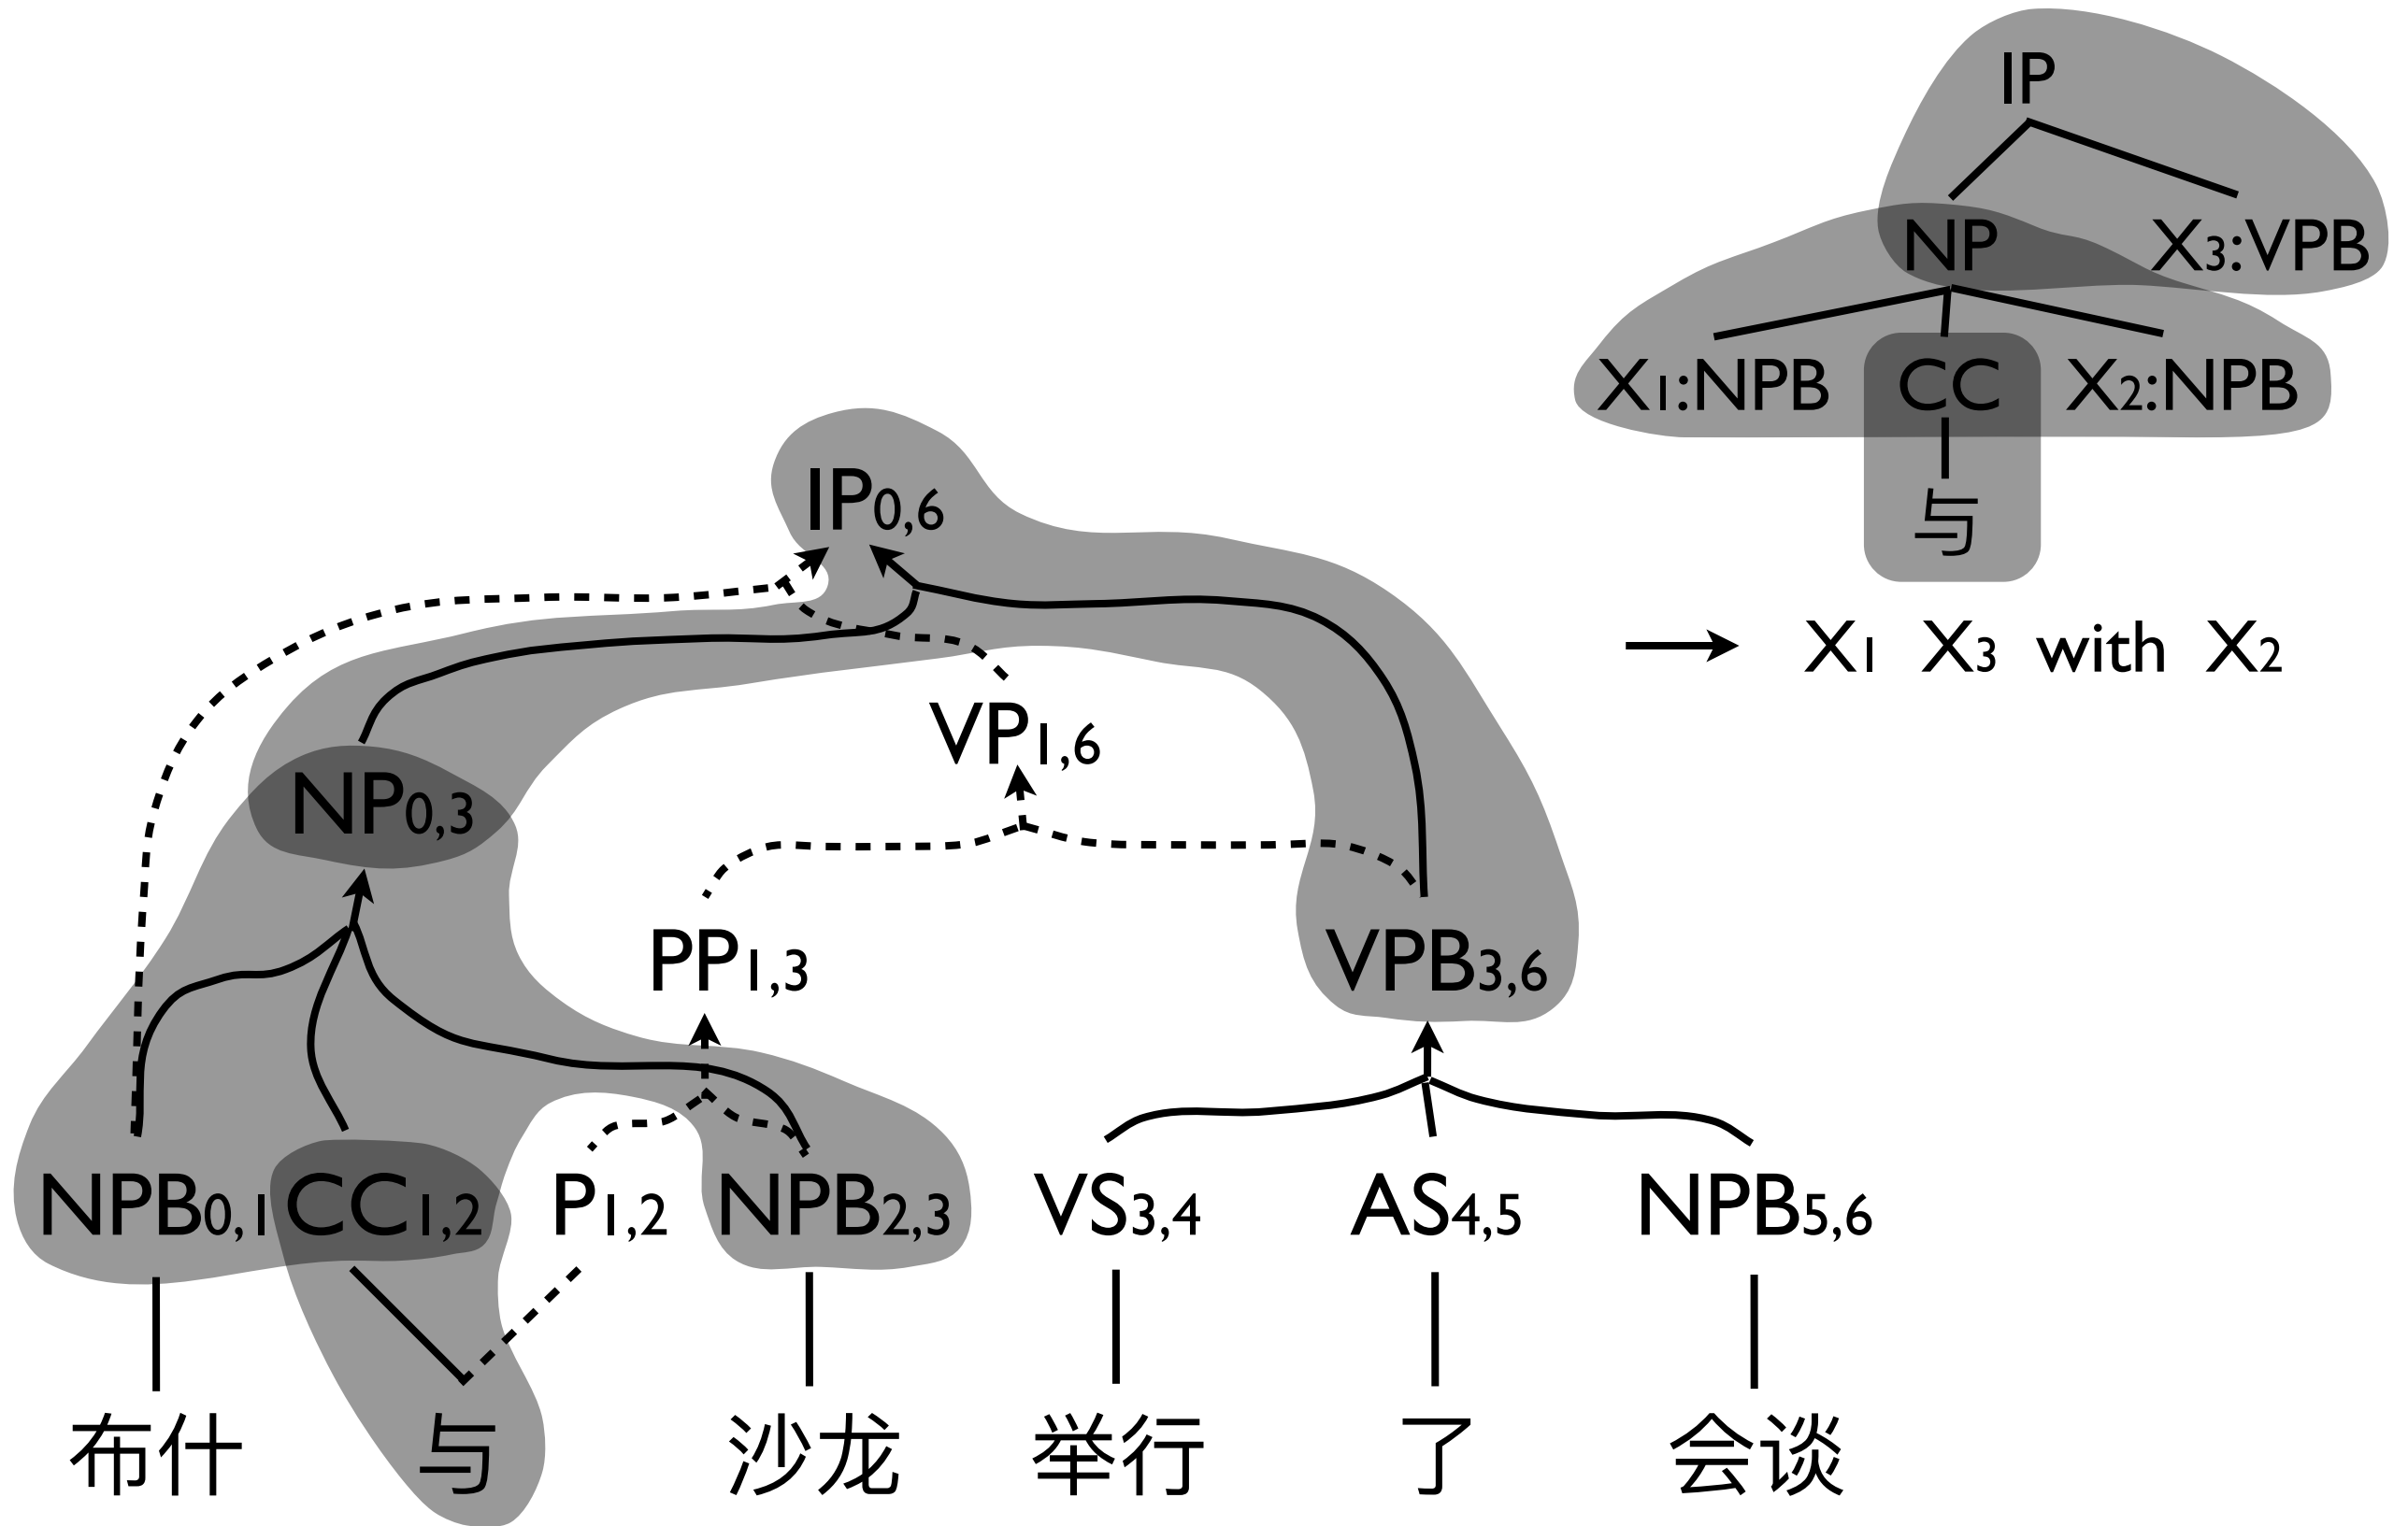 IP
NP X3:VPB
X1:NPB CC X2:NPB
与
X1 X3 with X2
IP0,6
VP1,6
NP0,3
PP1,3 VPB3,6
NPB0,1 CC1,2 P1,2 NPB2,3 VS3,4 AS4,5 NPB5,6
布什 与 沙龙 举行 了 会谈